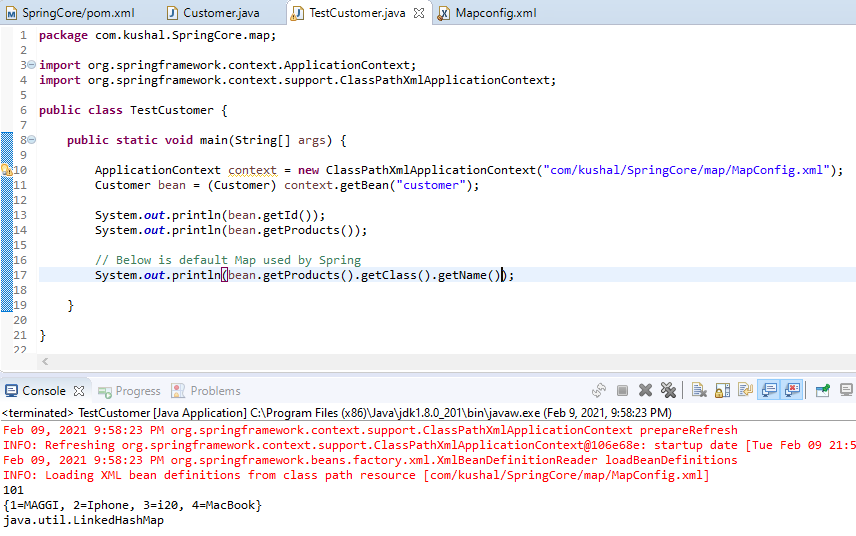 SpringCore/pom.xml Customer.java TestCustomer.java Mapconfig.xml
1 package com.kushal.SpringCore.map;
2
3 import org.springframework.context.ApplicationContext;
4 import org.springframework.context.support.ClassPathXmlApplicationContext;
5
6 public class TestCustomer {
7
8 public static void main(String[] args) {
9
10 ApplicationContext context = new ClassPathXmlApplicationContext("com/kushal/SpringCore/map/MapConfig.xml");
11 Customer bean = (Customer) context.getBean("customer");
12
13 System.out.println(bean.getId());
14 System.out.println(bean.getProducts());
15
16 // Below is default Map used by Spring
17 System.out.println(bean.getProducts().getClass().getName());
18
19 }
20
21 }
22
Console Progress Problems
<terminated> TestCustomer [Java Application] C:\Program Files (x86)\Java\jdk1.8.0_201\bin\javaw.exe (Feb 9, 2021, 9:58:23 PM)
Feb 09, 2021 9:58:23 PM org.springframework.context.support.ClassPathXmlApplicationContext prepareRefresh
INFO: Refreshing org.springframework.context.support.ClassPathXmlApplicationContext@106e68e: startup date [Tue Feb 09 21:5
Feb 09, 2021 9:58:23 PM org.springframework.beans.factory.xml.XmlBeanDefinitionReader loadBeanDefinitions
INFO: Loading XML bean definitions from class path resource [com/kushal/SpringCore/map/MapConfig.xml]
101
{1=MAGGI, 2=Iphone, 3=i20, 4=MacBook}
java.util.LinkedHashMap